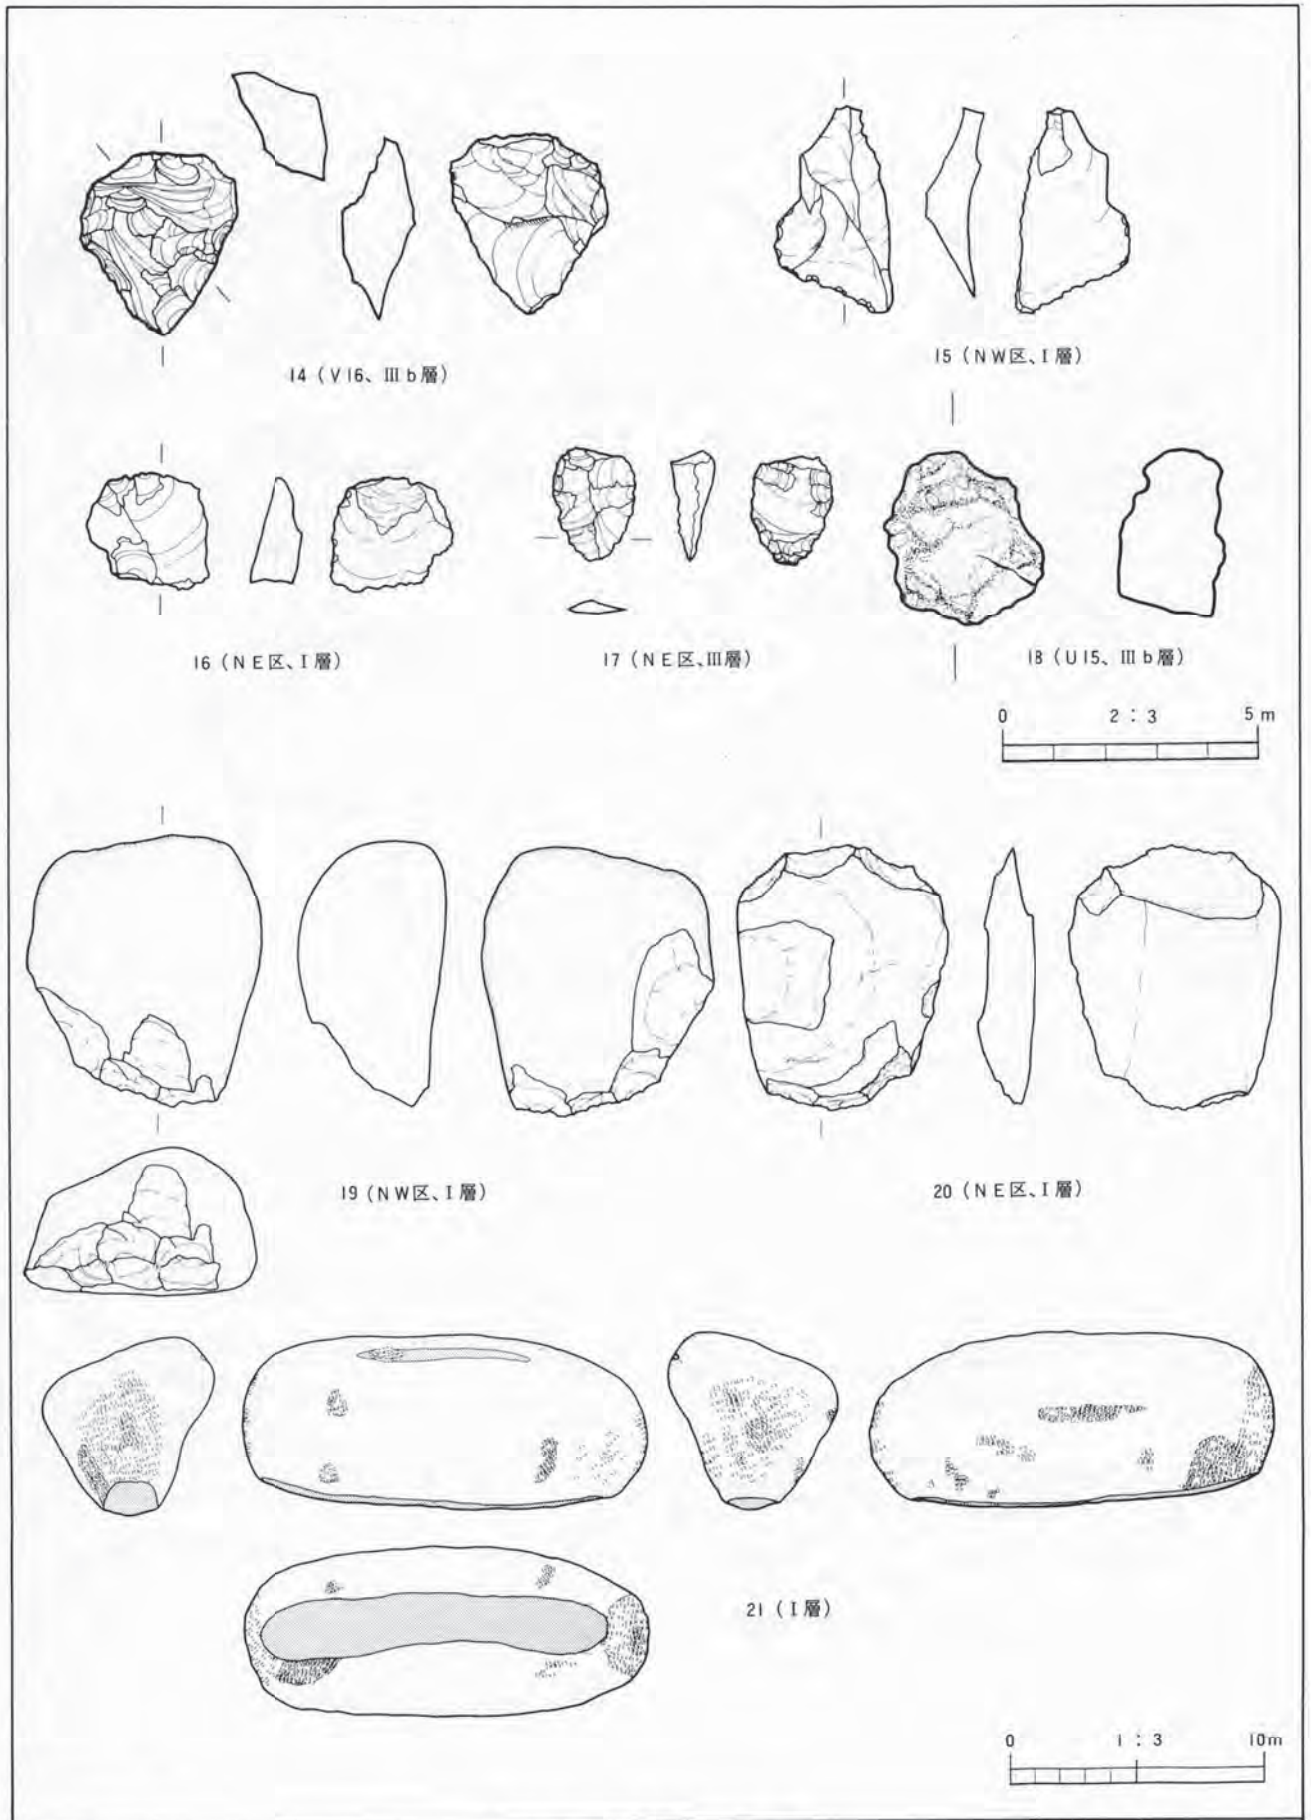 14 (V16、Ⅲb層)
15 (NW区、Ⅰ層)
16 (NE区、Ⅰ層)
17 (NE区、Ⅲ層)
18 (U15、Ⅲb層)
0 2:3 5m
19 (NW区、Ⅰ層)
20 (NE区、Ⅰ層)
21 (Ⅰ層)
0 1:3 10m